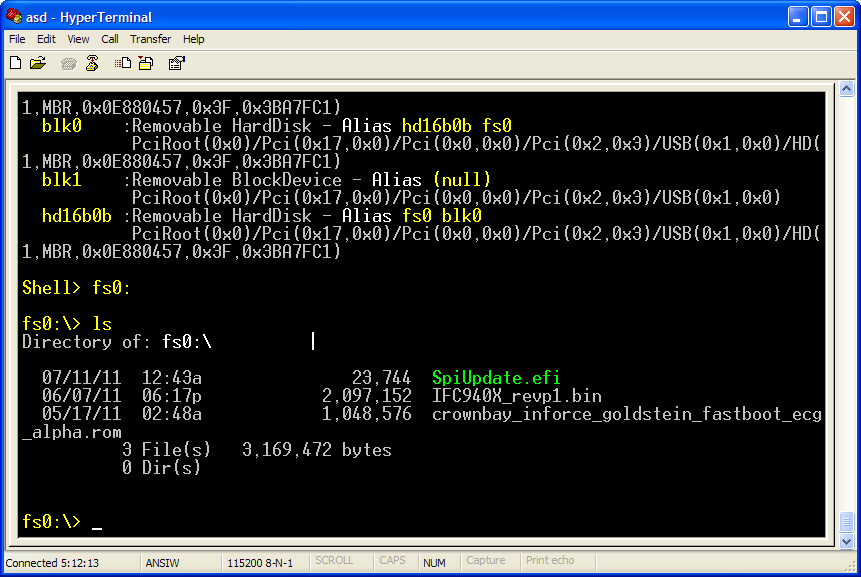 asd - HyperTerminal
File Edit View Call Transfer Help
1,MBR,0x0E880457,0x3F,0x3BA7FC1)
blk0 :Removable HardDisk - Alias hd16b0b fs0
PciRoot(0x0)/Pci(0x17,0x0)/Pci(0x0,0x0)/Pci(0x2,0x3)/USB(0x1,0x0)/HD(
1,MBR,0x0E880457,0x3F,0x3BA7FC1)
blk1 :Removable BlockDevice - Alias (null)
PciRoot(0x0)/Pci(0x17,0x0)/Pci(0x0,0x0)/Pci(0x2,0x3)/USB(0x1,0x0)
hd16b0b :Removable HardDisk - Alias fs0 blk0
PciRoot(0x0)/Pci(0x17,0x0)/Pci(0x0,0x0)/Pci(0x2,0x3)/USB(0x1,0x0)/HD(
1,MBR,0x0E880457,0x3F,0x3BA7FC1)
Shell> fs0:
fs0:\> ls
Directory of: fs0:\
07/11/11 12:43a 23,744 SpiUpdate.efi
06/07/11 06:17p 2,097,152 IFC940X_revp1.bin
05/17/11 02:48a 1,048,576 crownbay_inforce_goldstein_fastboot_ecg
_alpha.rom
3 File(s) 3,169,472 bytes
0 Dir(s)
fs0:\> _
Connected 5:12:13 ANSIW 115200 8-N-1 SCROLL CAPS NUM Capture Print echo